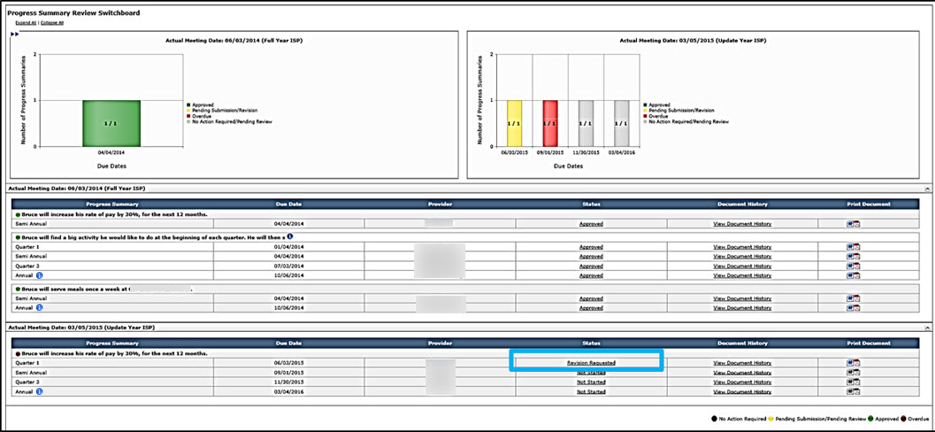 Progress Summary Review Switchboard
Expand All | Collapse All
Actual Meeting Date: 06/03/2014 (Full Year ISP)
Number of Progress Summaries
2
1
0
1 / 1
04/04/2014
Due Dates
Approved
Pending Submission/Revision
Overdue
No Action Required/Pending Review
Actual Meeting Date: 03/05/2015 (Update Year ISP)
Number of Progress Summaries
2
1
0
1 / 1 1 / 1 1 / 1 1 / 1
06/03/2015 09/01/2015 11/30/2015 03/04/2016
Due Dates
Approved
Pending Submission/Revision
Overdue
No Action Required/Pending Review
Actual Meeting Date: 06/03/2014 (Full Year ISP)
Progress Summary Due Date Provider Status Document History Print Document
Bruce will increase his rate of pay by 30%, for the next 12 months.
Semi Annual 04/04/2014 Approved View Document History
Bruce will find a big activity he would like to do at the beginning of each quarter. He will then a
Quarter 1 01/04/2014 Approved View Document History
Semi Annual 04/04/2014 Approved View Document History
Quarter 3 07/03/2014 Approved View Document History
Annual 10/06/2014 Approved View Document History
Bruce will serve meals once a week at
Semi Annual 04/04/2014 Approved View Document History
Annual 10/06/2014 Approved View Document History
Actual Meeting Date: 03/05/2015 (Update Year ISP)
Progress Summary Due Date Provider Status Document History Print Document
Bruce will increase his rate of pay by 30%, for the next 12 months.
Quarter 1 06/03/2015 Revision Requested View Document History
Semi Annual 09/01/2015 Not Started View Document History
Quarter 3 11/30/2015 Not Started View Document History
Annual 03/04/2016 Not Started View Document History
No Action Required Pending Submission/Pending Review Approved Overdue